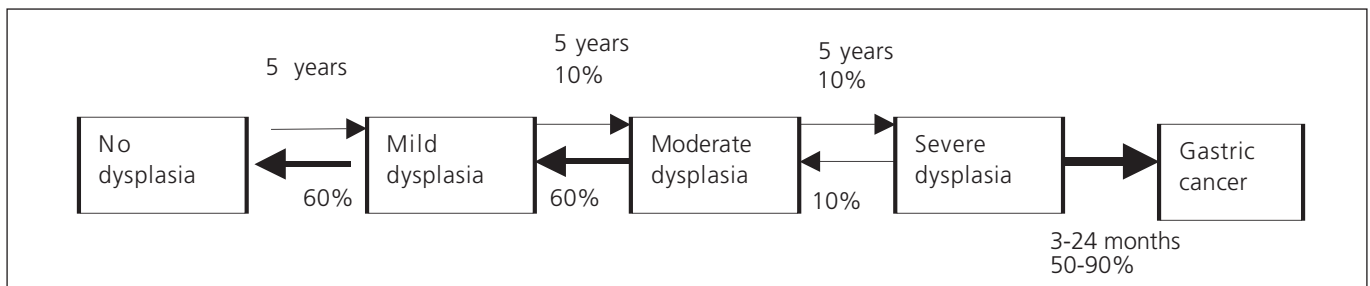 5 years
5 years
10%
5 years
10%
No
dysplasia
Mild
dysplasia
Moderate
dysplasia
Severe
dysplasia
Gastric
cancer
60%
60%
10%
3-24 months
50-90%